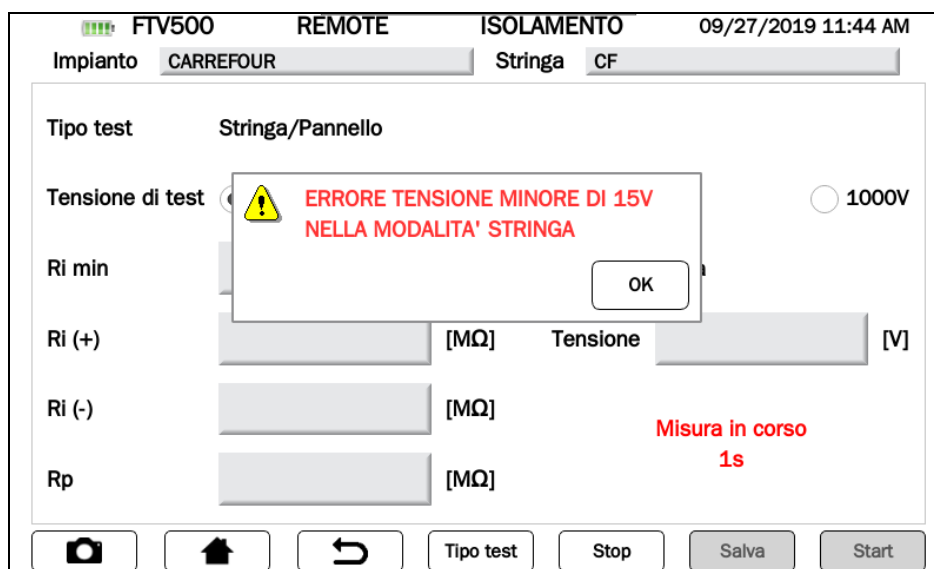 FTV500 REMOTE ISOLAMENTO 09/27/2019 11:44 AM
Impianto CARREFOUR Stringa CF
Tipo test Stringa/Pannello
Tensione di test 1000V
ERRORE TENSIONE MINORE DI 15V
NELLA MODALITA' STRINGA
Ri min
OK
Ri (+) [MΩ] Tensione [V]
Ri (-) [MΩ]
Misura in corso
1s
Rp [MΩ]
Tipo test Stop Salva Start